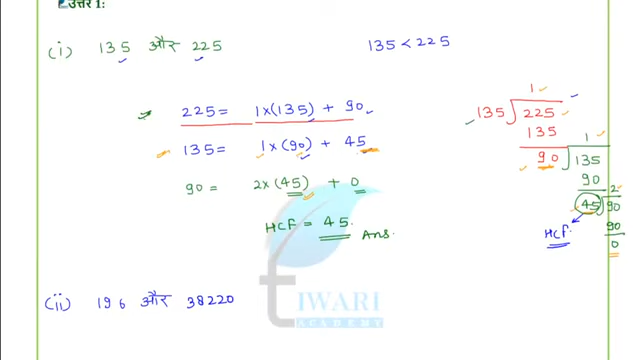 उत्तर 1:
(i) 135 और 225 135 < 225
225 = 1×(135) + 90
135 = 1×(90) + 45
90 = 2×(45) + 0
HCF = 45. Ans.
1
135 225
135
1
90 135
90
2
45 90
90
0
HCF.
TIWARI
ACADEMY
(ii) 196 और 38220